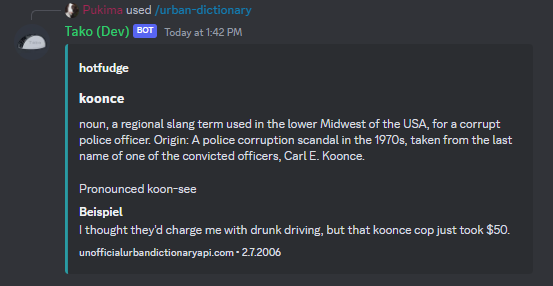 Pukima used /urban-dictionary
Tako (Dev) BOT Today at 1:42 PM
hotfudge
koonce
noun, a regional slang term used in the lower Midwest of the USA, for a corrupt
police officer. Origin: A police corruption scandal in the 1970s, taken from the last
name of one of the convicted officers, Carl E. Koonce.
Pronounced koon-see
Beispiel
I thought they'd charge me with drunk driving, but that koonce cop just took $50.
unofficialurbandictionaryapi.com • 2.7.2006